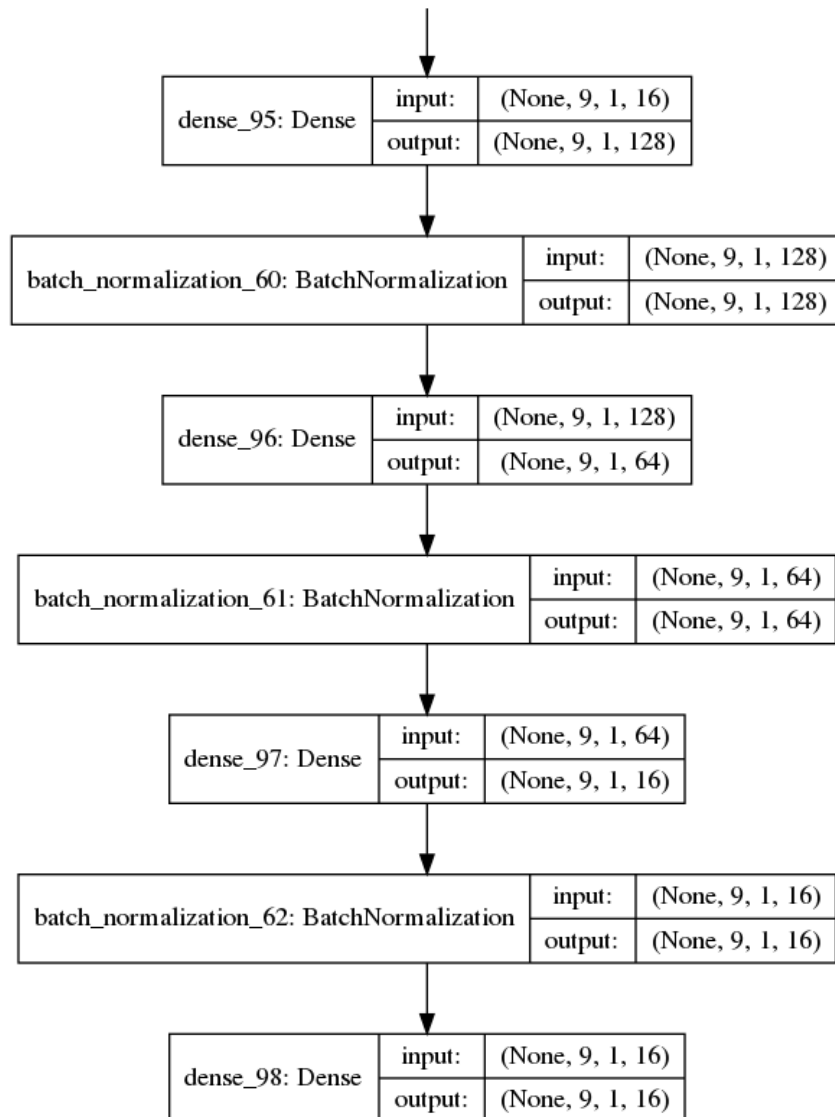 dense_95: Dense
input: (None, 9, 1, 16)
output: (None, 9, 1, 128)
batch_normalization_60: BatchNormalization
input: (None, 9, 1, 128)
output: (None, 9, 1, 128)
dense_96: Dense
input: (None, 9, 1, 128)
output: (None, 9, 1, 64)
batch_normalization_61: BatchNormalization
input: (None, 9, 1, 64)
output: (None, 9, 1, 64)
dense_97: Dense
input: (None, 9, 1, 64)
output: (None, 9, 1, 16)
batch_normalization_62: BatchNormalization
input: (None, 9, 1, 16)
output: (None, 9, 1, 16)
dense_98: Dense
input: (None, 9, 1, 16)
output: (None, 9, 1, 16)